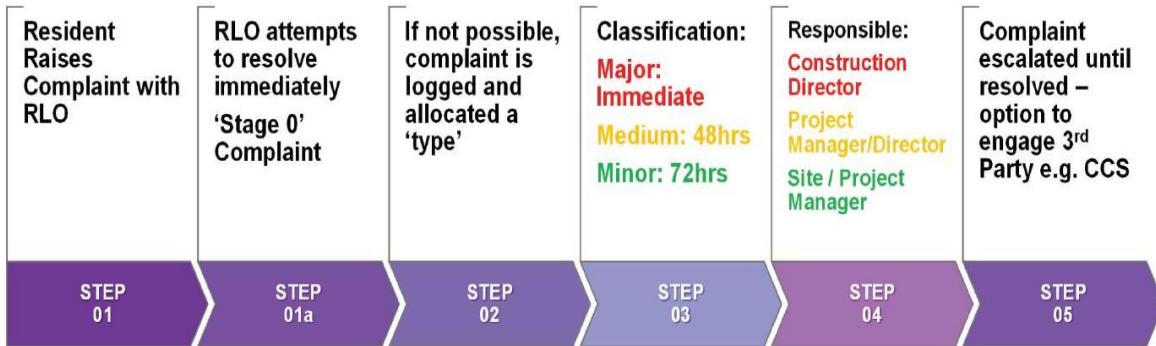 Resident
Raises
Complaint with
RLO
RLO attempts
to resolve
immediately
‘Stage 0’
Complaint
If not possible,
complaint is
logged and
allocated a
‘type’
Classification:
Major:
Immediate
Medium: 48hrs
Minor: 72hrs
Responsible:
Construction
Director
Project
Manager/Director
Site / Project
Manager
Complaint
escalated until
resolved –
option to
engage 3rd
Party e.g. CCS
STEP
01
STEP
01a
STEP
02
STEP
03
STEP
04
STEP
05